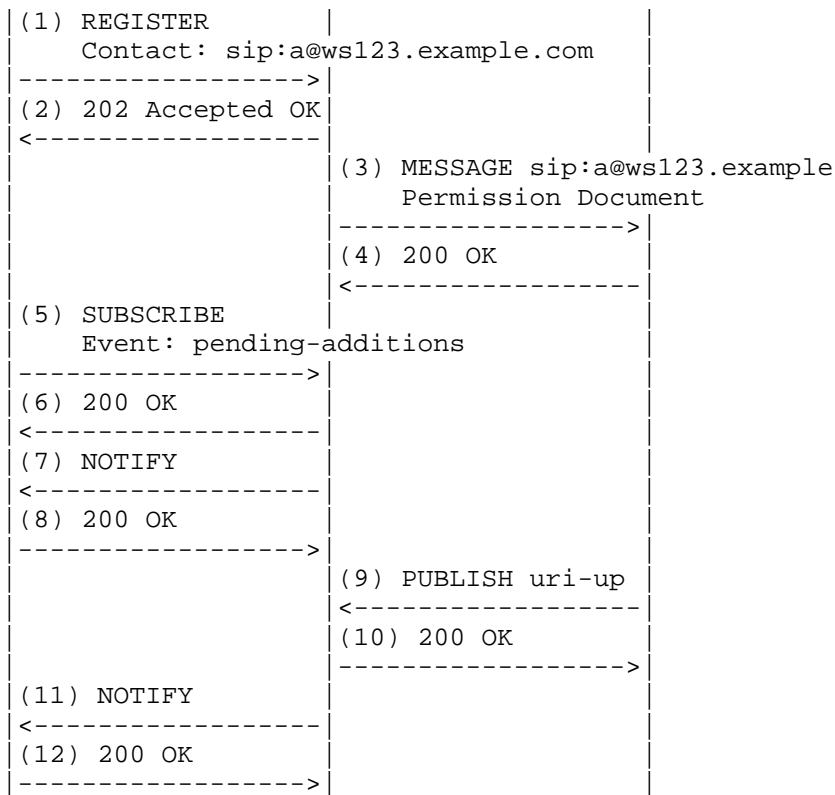 (1) REGISTER
Contact: sip:a@ws123.example.com
------------------>
(2) 202 Accepted OK
<------------------
(3) MESSAGE sip:a@ws123.example
Permission Document
------------------>
(4) 200 OK
<------------------
(5) SUBSCRIBE
Event: pending-additions
------------------>
(6) 200 OK
<------------------
(7) NOTIFY
<------------------
(8) 200 OK
------------------>
(9) PUBLISH uri-up
<------------------
(10) 200 OK
------------------>
(11) NOTIFY
<------------------
(12) 200 OK
------------------>